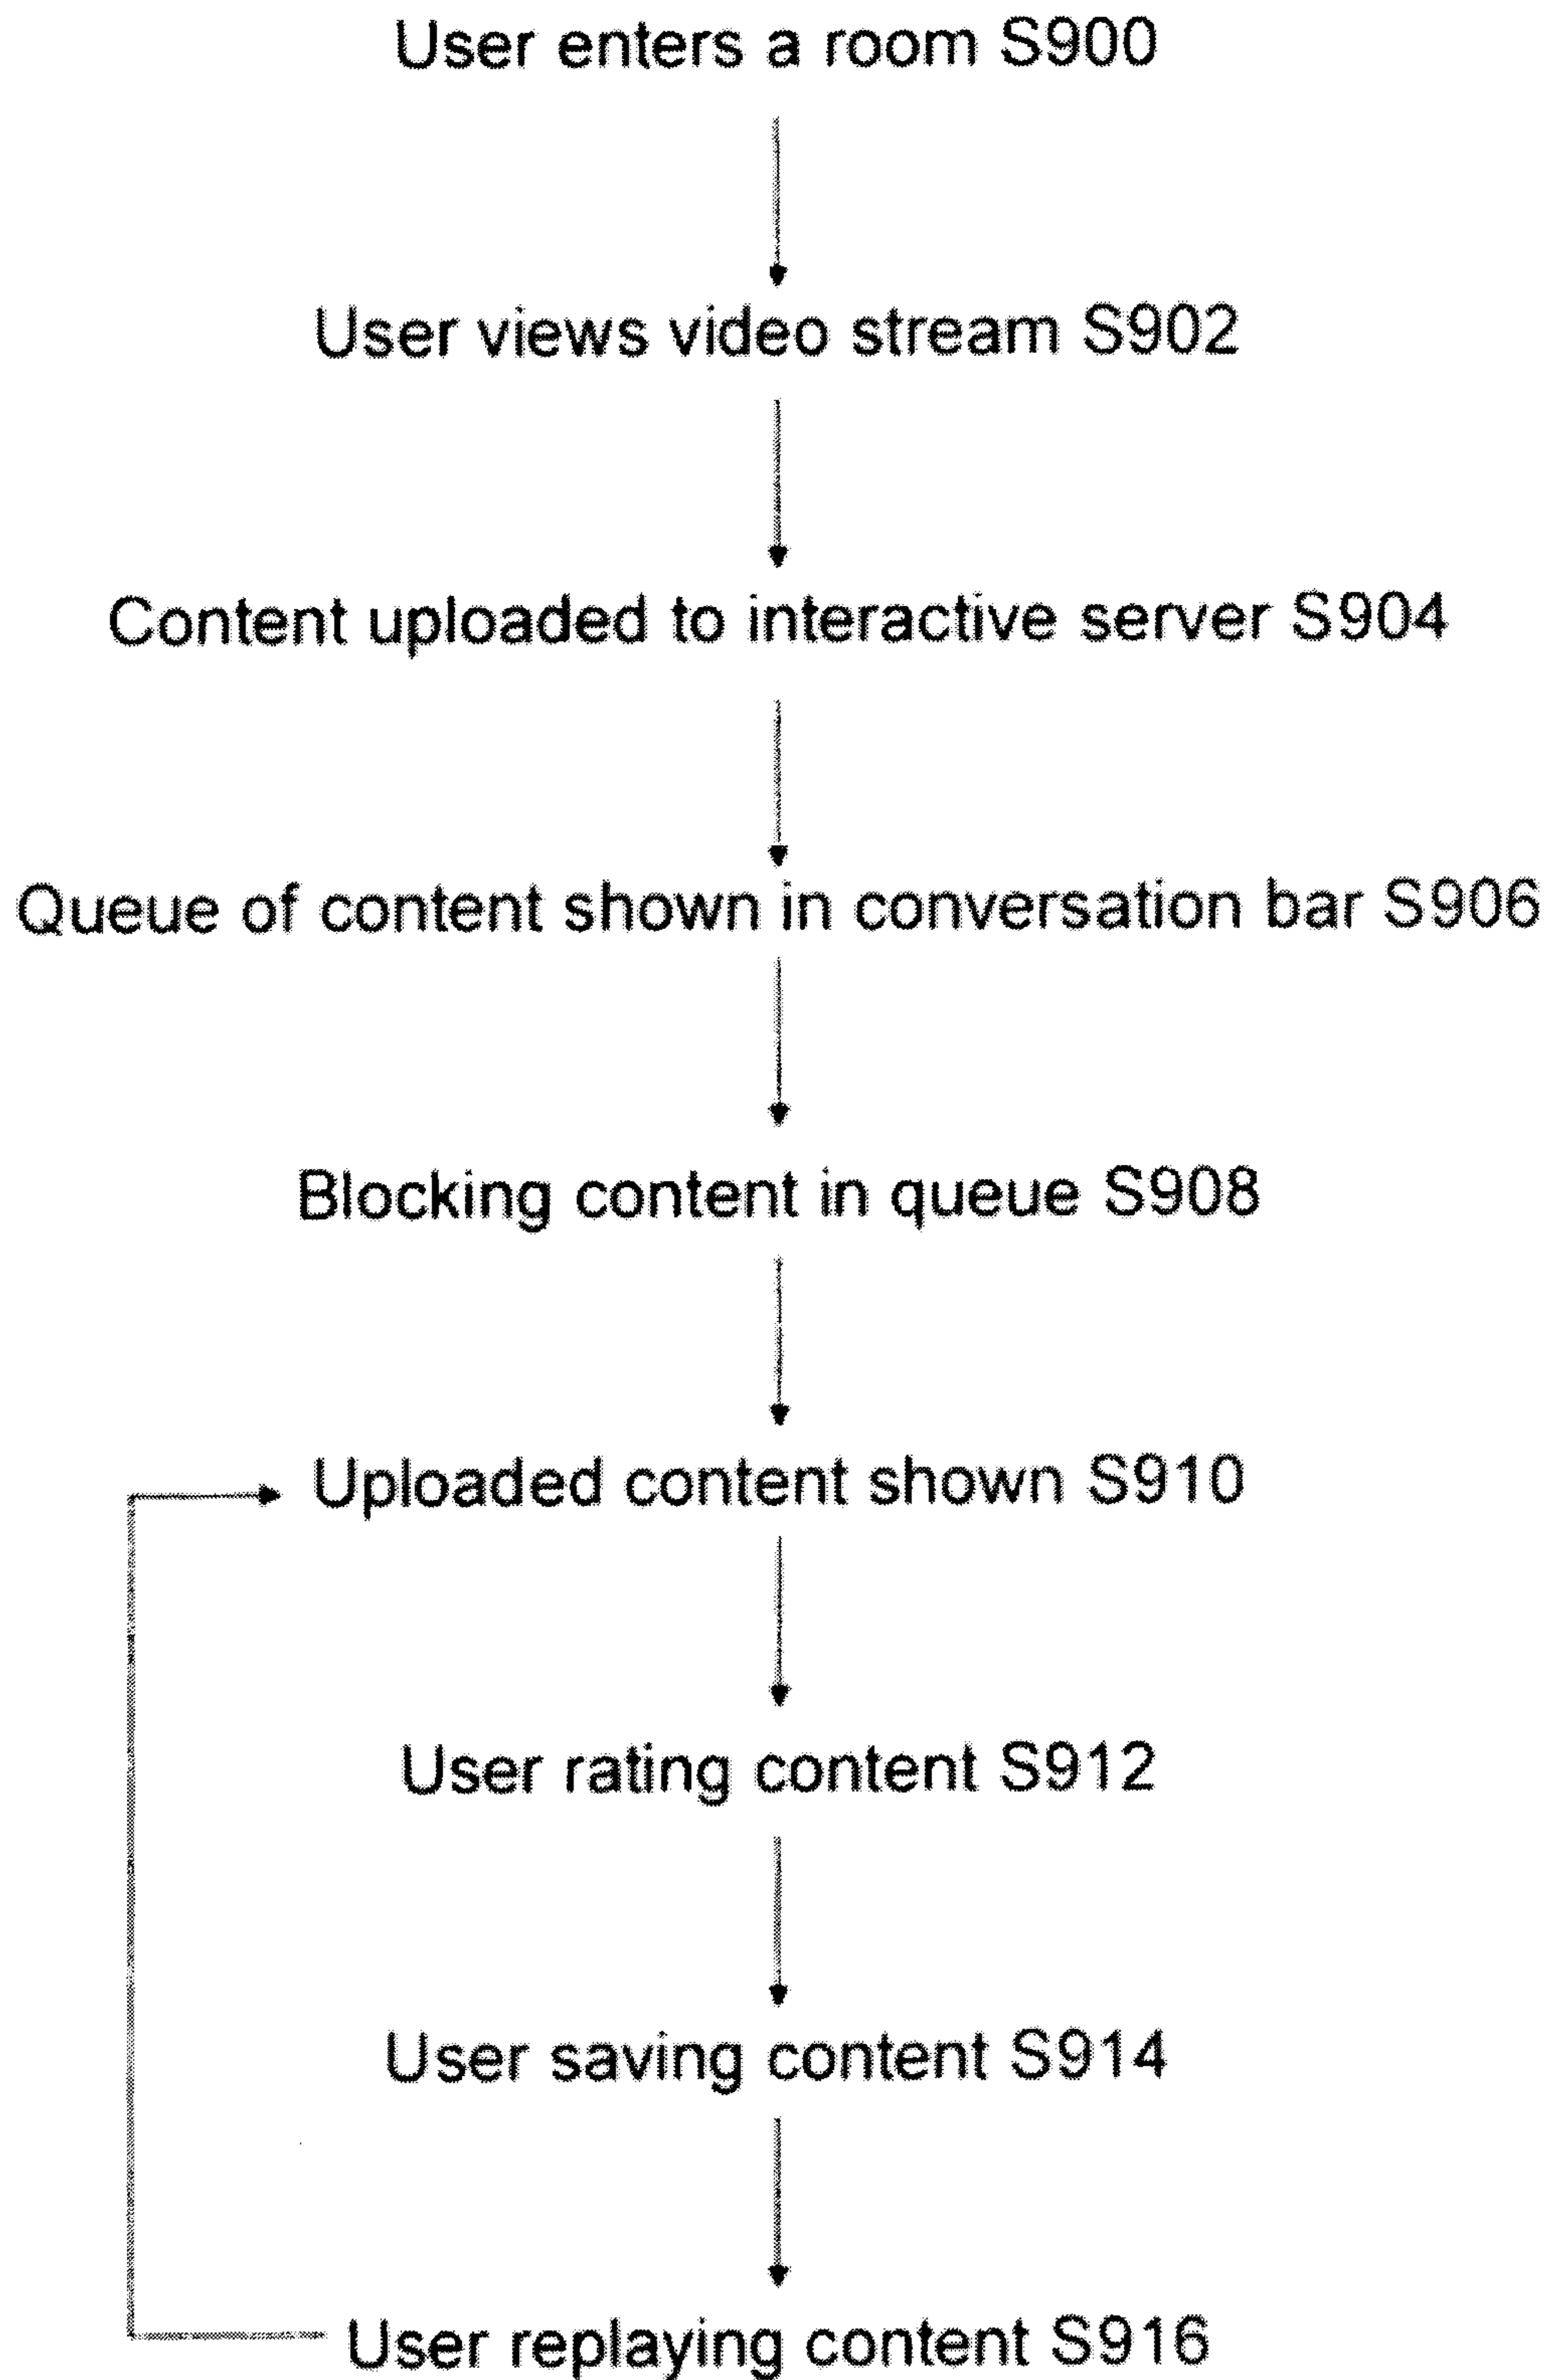 User enters a room S900
User views video stream S902
Content uploaded to interactive server S904
Queue of content shown in conversation bar S906
Blocking content in queue S908
Uploaded content shown S910
User rating content S912
User saving content S914
User replaying content S916